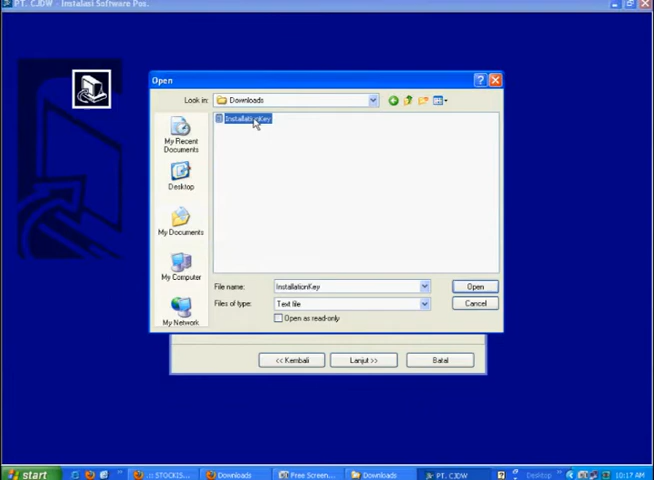 PT. CJDW - Instalasi Software Pos.
Open
Look in:
Downloads
InstallationKey
My Recent
Documents
Desktop
My Documents
My Computer
My Network
File name:
InstallationKey
Open
Files of type:
Text file
Cancel
Open as read-only
<< Kembali
Lanjut >>
Batal
start
.:: STOCKIS...
Downloads
Free Screen...
Downloads
PT. CJDW
Desktop
10:17 AM